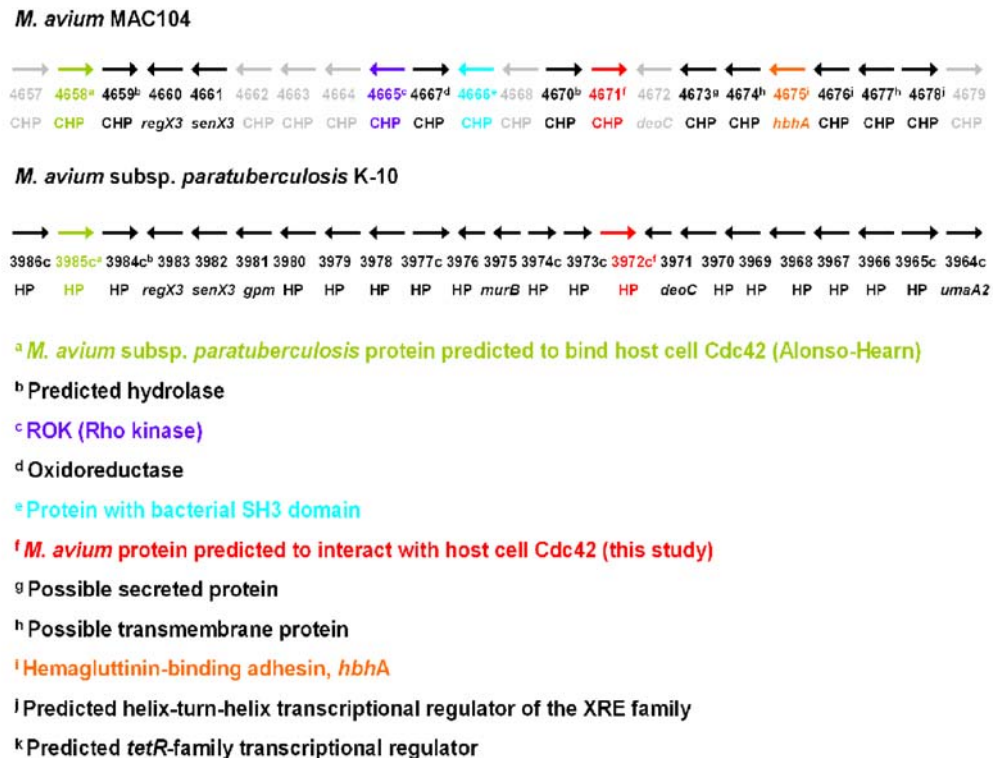 M. avium MAC104
4657 4658ᵃ 4659ᵇ 4660 4661 4662 4663 4664 4665ᶜ 4667ᵈ 4666ᵉ 4668 4670ᵇ 4671ᶠ 4672 4673ᵍ 4674ʰ 4675ⁱ 4676ʲ 4677ʰ 4678ʲ 4679
CHP CHP CHP regX3 senX3 CHP CHP CHP CHP CHP CHP CHP CHP CHP deoC CHP CHP hbhA CHP CHP CHP CHP
M. avium subsp. paratuberculosis K-10
3986c 3985cᵃ 3984cᵇ 3983 3982 3981 3980 3979 3978 3977c 3976 3975 3974c 3973c 3972cᶠ 3971 3970 3969 3968 3967 3966 3965c 3964c
HP HP HP regX3 senX3 gpm HP HP HP HP HP murB HP HP HP deoC HP HP HP HP HP HP umaA2
ᵃ M. avium subsp. paratuberculosis protein predicted to bind host cell Cdc42 (Alonso-Hearn)
ᵇ Predicted hydrolase
ᶜ ROK (Rho kinase)
ᵈ Oxidoreductase
ᵉ Protein with bacterial SH3 domain
ᶠ M. avium protein predicted to interact with host cell Cdc42 (this study)
ᵍ Possible secreted protein
ʰ Possible transmembrane protein
ⁱ Hemagluttinin-binding adhesin, hbhA
ʲ Predicted helix-turn-helix transcriptional regulator of the XRE family
ᵏ Predicted tetR-family transcriptional regulator